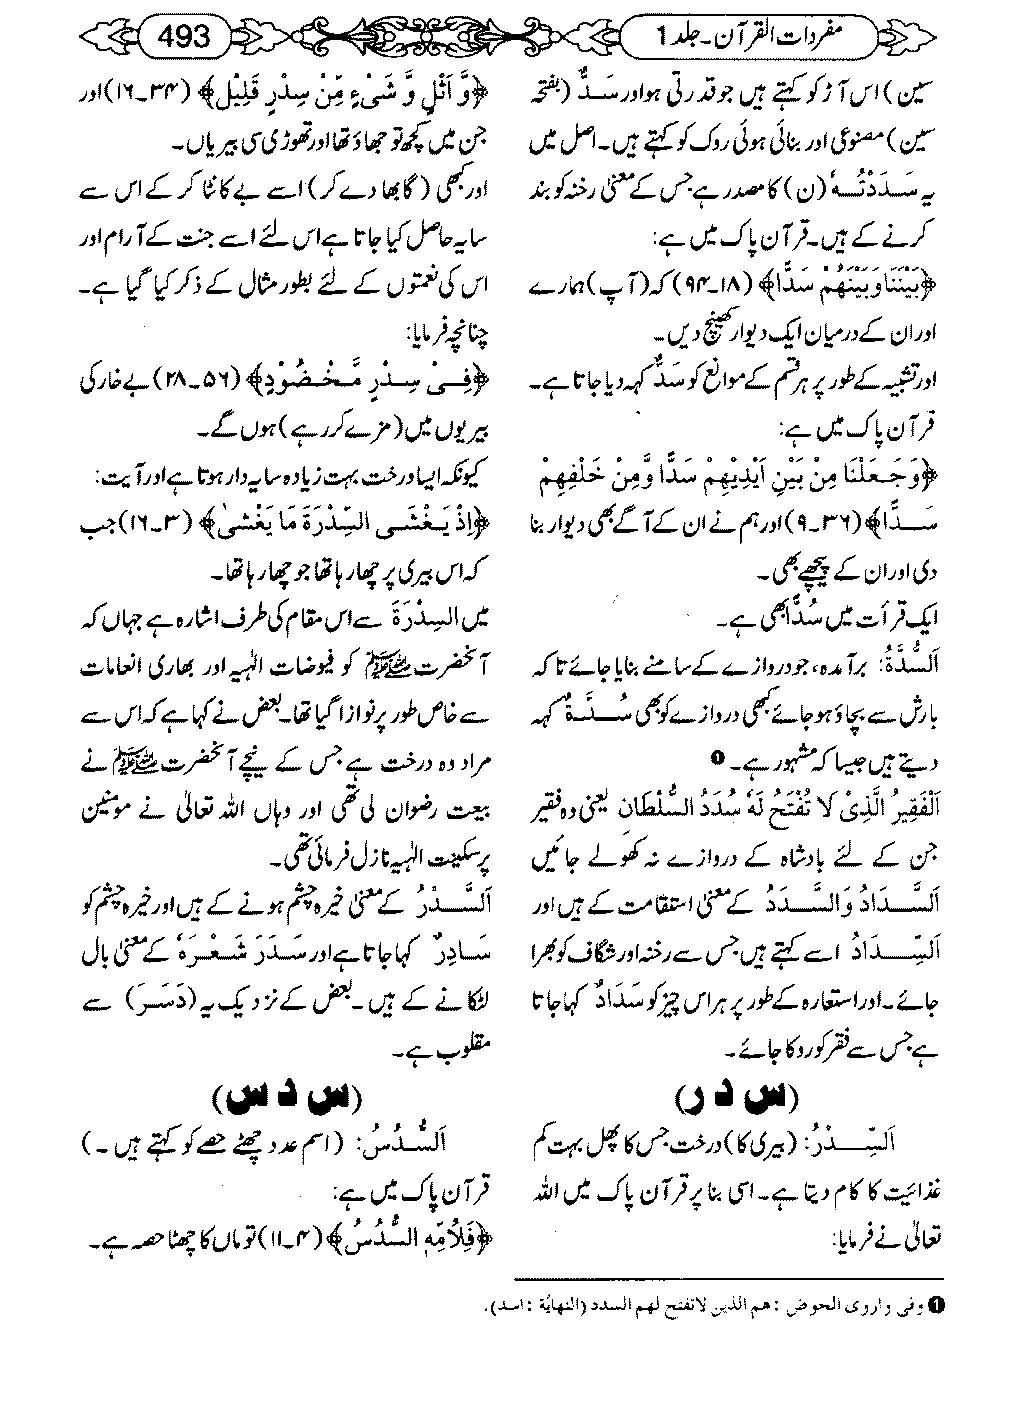 مفردات القرآن۔جلد 1
493
سین) اس آڑ کو کہتے ہیں جو قدرتی ہو اور سَدٌّ (بفتحہ
سین) مصنوعی اور بنائی ہوئی روک کو کہتے ہیں۔ اصل میں
یہ سَدَدْتُہٗ (ن) کا مصدر ہے جس کے معنیٰ رخنہ کو بند
کرنے کے ہیں۔ قرآن پاک میں ہے:
﴿بَیْنَنَا وَبَیْنَھُمْ سَدًّا﴾ (۱۸۔۹۴) کہ (آپ) ہمارے
اور ان کے درمیان ایک دیوار کھینچ دیں۔
اور تشبیہ کے طور پر ہر قسم کے موانع کو سَدٌّ کہہ دیا جاتا ہے۔
قرآن پاک میں ہے:
﴿وَجَعَلْنَا مِنْ بَیْنِ اَیْدِیْھِمْ سَدًّا وَّمِنْ خَلْفِھِمْ
سَدًّا﴾ (۳۶۔۹) اور ہم نے ان کے آگے بھی دیوار بنا
دی اور ان کے پیچھے بھی۔
ایک قرأت میں سُدًّا بھی ہے۔
اَلسُّدَّۃُ: برآمدہ، جو دروازے کے سامنے بنایا جائے تاکہ
بارش سے بچاؤ ہو جائے کبھی دروازے کو بھی سُدَّۃٌ کہہ
دیتے ہیں جیسا کہ مشہور ہے۔ ❶
اَلْفَقِیْرُ الَّذِیْ لَا تُفْتَحُ لَہٗ سُدَدُ السُّلْطَانِ یعنی وہ فقیر
جن کے لئے بادشاہ کے دروازے نہ کھولے جائیں
اَلسَّدَادُ وَالسَّدَدُ کے معنیٰ استقامت کے ہیں اور
اَلسِّدَادُ اسے کہتے ہیں جس سے رخنہ اور شگاف کو بھرا
جائے۔ اور استعارہ کے طور پر ہر اس چیز کو سَدَادٌ کہا جاتا
ہے جس سے فقر کو روکا جائے۔
(س د ر)
اَلسِّدْرُ: (بیری کا) درخت جس کا پھل بہت کم
غذائیت کا کام دیتا ہے۔ اسی بنا پر قرآن پاک میں اللہ
تعالیٰ نے فرمایا:
﴿وَّ اَثْلٍ وَّ شَیْءٍ مِّنْ سِدْرٍ قَلِیْلٍ﴾ (۳۴۔۱۶) اور
جن میں کچھ تو جھاؤ تھا اور تھوڑی سی بیریاں۔
اور کبھی (گابھا دے کر) اسے بے کانٹا کر کے اس سے
سایہ حاصل کیا جاتا ہے اس لئے اسے جنت کے آرام اور
اس کی نعمتوں کے لئے بطور مثال کے ذکر کیا گیا ہے۔
چنانچہ فرمایا:
﴿فِیْ سِدْرٍ مَّخْضُوْدٍ﴾ (۵۶۔۲۸) بے خار کی
بیریوں میں (مزے کر رہے) ہوں گے۔
کیونکہ ایسا درخت بہت زیادہ سایہ دار ہوتا ہے اور آیت:
﴿اِذْ یَغْشَی السِّدْرَۃَ مَا یَغْشٰی﴾ (۳۔۱۶) جب
کہ اس بیری پر چھا رہا تھا جو چھا رہا تھا۔
میں السِدْرَۃَ سے اس مقام کی طرف اشارہ ہے جہاں کہ
آنحضرت ﷺ کو فیوضات الٰہیہ اور بھاری انعامات
سے خاص طور پر نوازا گیا تھا۔ بعض نے کہا ہے کہ اس سے
مراد وہ درخت ہے جس کے نیچے آنحضرت ﷺ نے
بیعت رضوان لی تھی اور وہاں اللہ تعالیٰ نے مومنین
پر سکینت الٰہیہ نازل فرمائی تھی۔
اَلسَّدْرُ کے معنیٰ خیرہ چشم ہونے کے ہیں اور خیرہ چشم کو
سَادِرٌ کہا جاتا ہے اور سَدَرَ شَعْرَہٗ کے معنیٰ بال
لٹکانے کے ہیں۔ بعض کے نزدیک یہ (دَسَرَ) سے
مقلوب ہے۔
(س د س)
اَلسُّدُسُ: (اسم عدد چھٹے حصے کو کہتے ہیں۔)
قرآن پاک میں ہے:
﴿فَلِاُمِّہِ السُّدُسُ﴾ (۴۔۱۱) تو ماں کا چھٹا حصہ ہے۔
❶ وفی واروی الحوض : ھم الذین لا تفتح لھم السدد (النھایۃ : اسد).